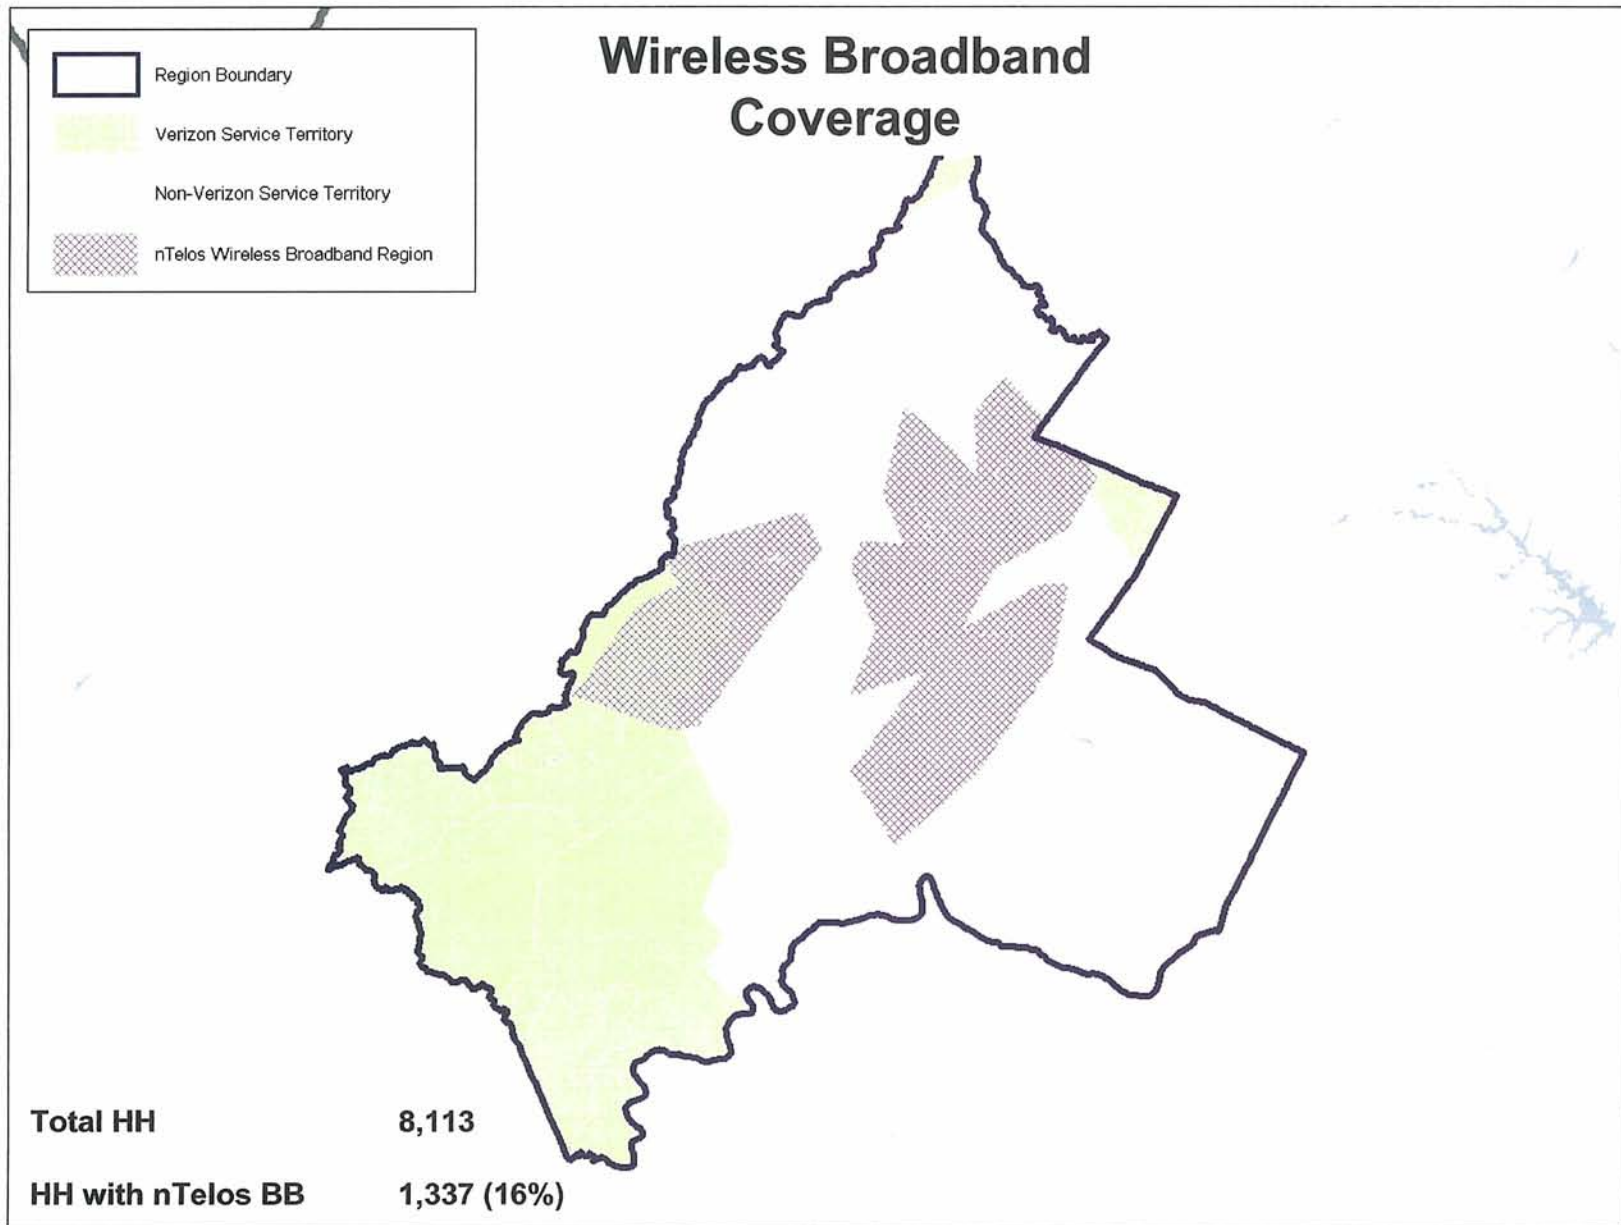 Wireless Broadband
Coverage
Region Boundary
Verizon Service Territory
Non-Verizon Service Territory
nTelos Wireless Broadband Region
Total HH 8,113
HH with nTelos BB 1,337 (16%)